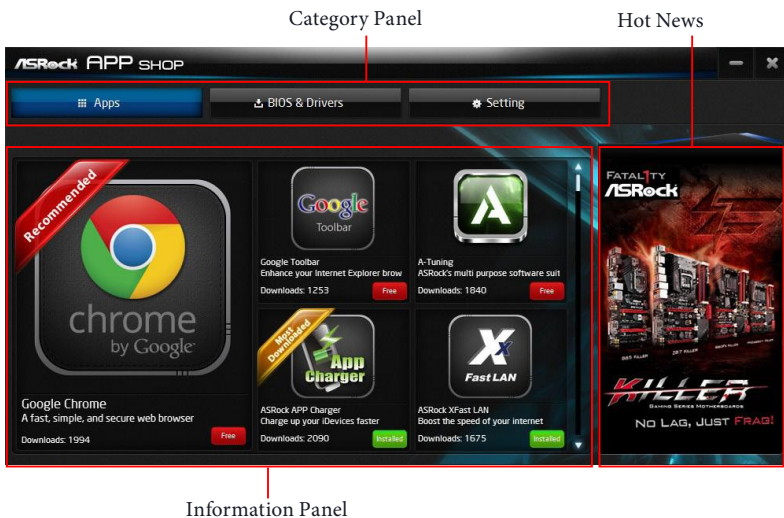 Category Panel
Hot News
ASRock APP SHOP
Apps
BIOS & Drivers
Setting
Recommended
chrome
by Google
Google Chrome
A fast, simple, and secure web browser
Downloads: 1994
Free
Google
Toolbar
Google Toolbar
Enhance your Internet Explorer brow
Downloads: 1253
Free
A
A-Tuning
ASRock's multi purpose software suit
Downloads: 1840
Free
Most
Downloaded
App
Charger
ASRock APP Charger
Charge up your iDevices faster
Downloads: 2090
Installed
Fast LAN
ASRock XFast LAN
Boost the speed of your internet
Downloads: 1675
Installed
FATAL1TY
ASRock
KILLER
GAMING SERIES MOTHERBOARDS
NO LAG, JUST FRAG!
Information Panel